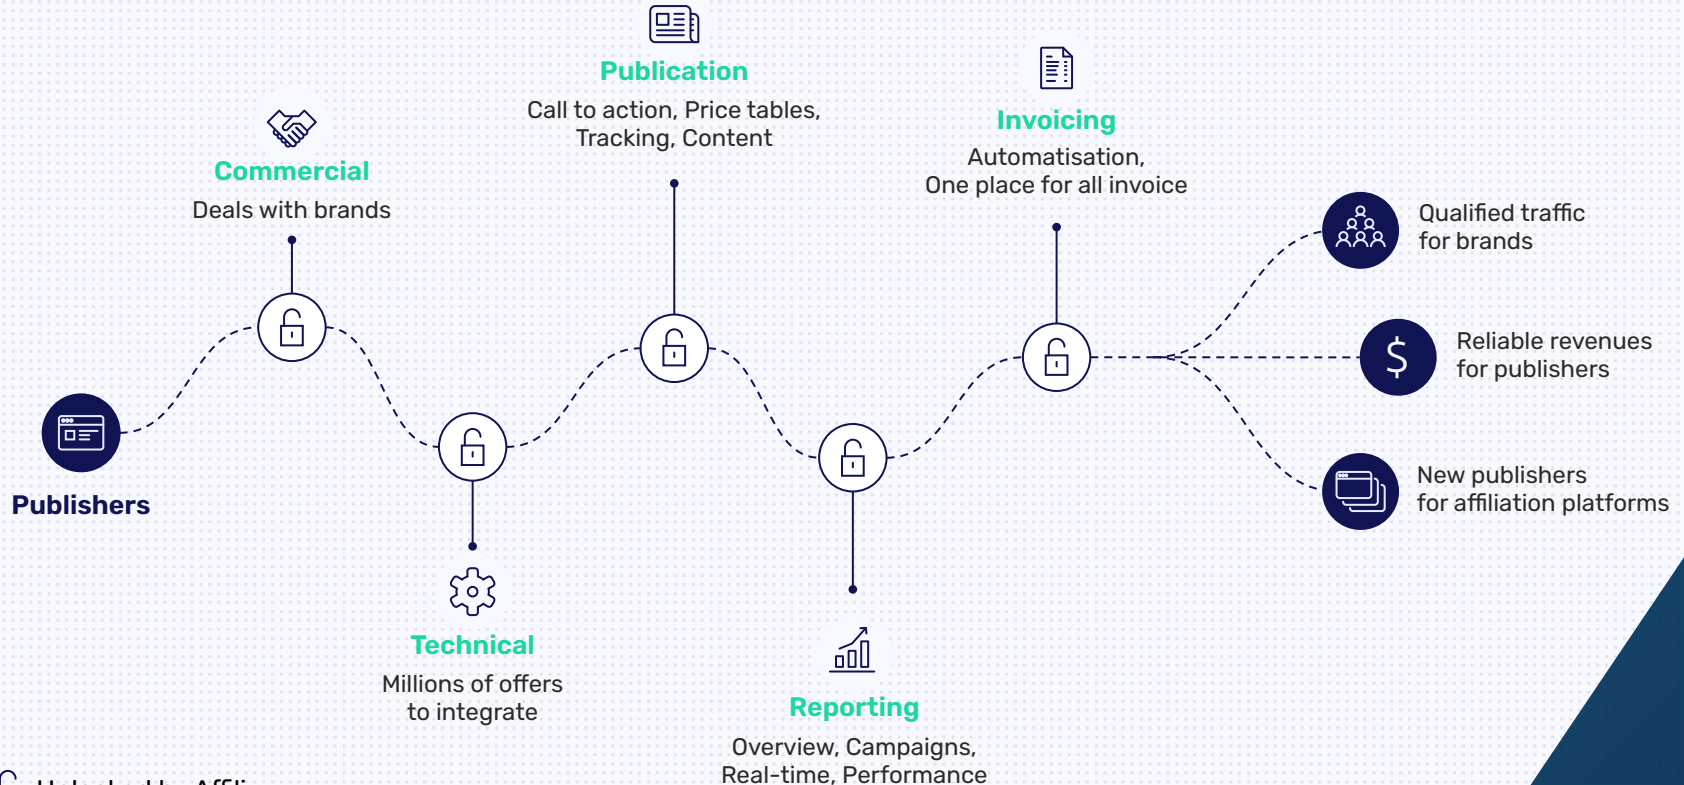 Publication
Call to action, Price tables,
Tracking, Content
Invoicing
Automatisation,
One place for all invoice
Commercial
Deals with brands
Qualified traffic
for brands
Reliable revenues
for publishers
Publishers
New publishers
for affiliation platforms
Technical
Millions of offers
to integrate
Reporting
Overview, Campaigns,
Real-time, Performance